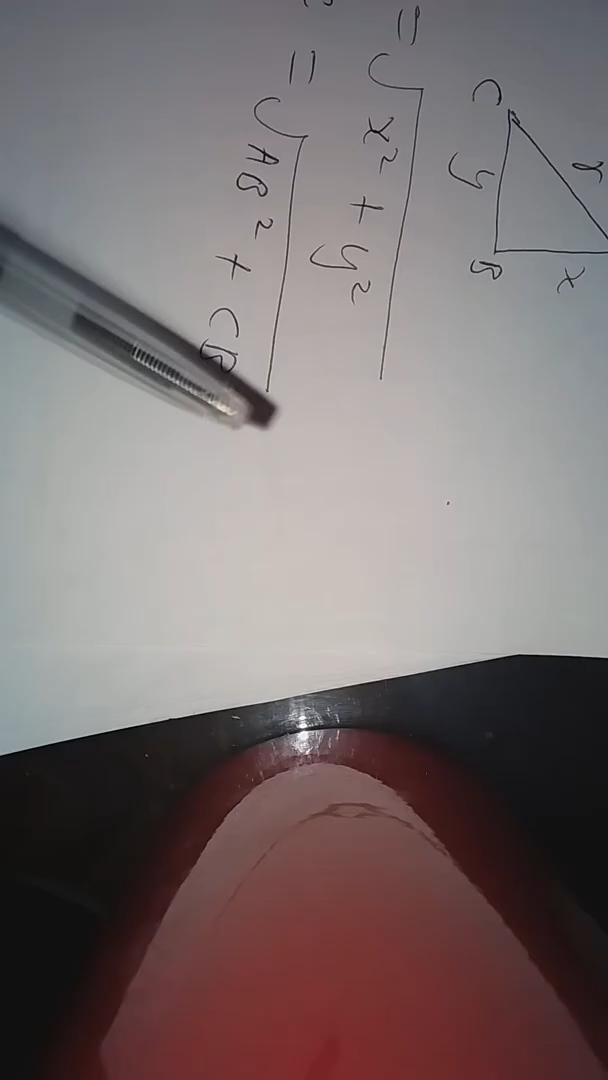 C
r
y
B
x
= √x² + y²
= √AB² + CB